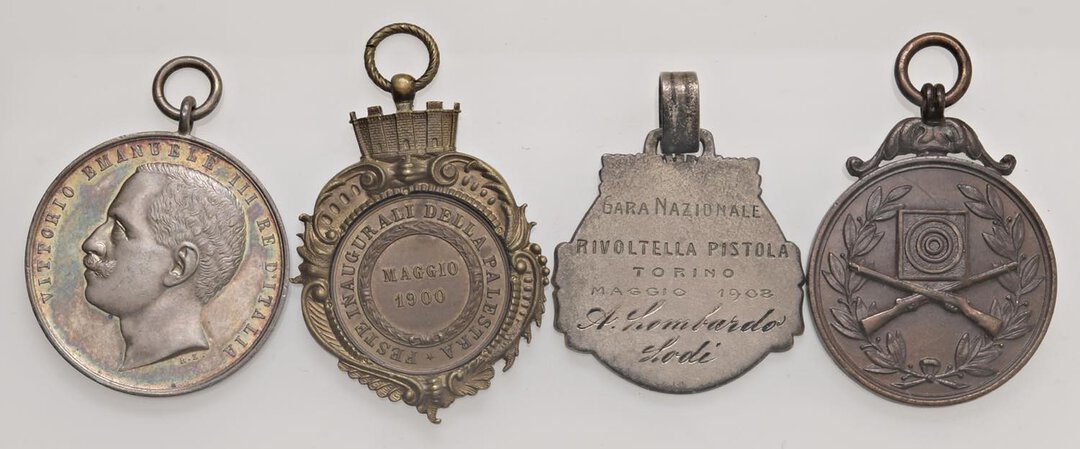 VITTORIO EMANUELE III RE D'ITALIA
FESTE INAUGURALI DELLA PALESTRA
MAGGIO
1900
GARA NAZIONALE
RIVOLTELLA PISTOLA
TORINO
MAGGIO 1908
A. Lombardo
Lodi